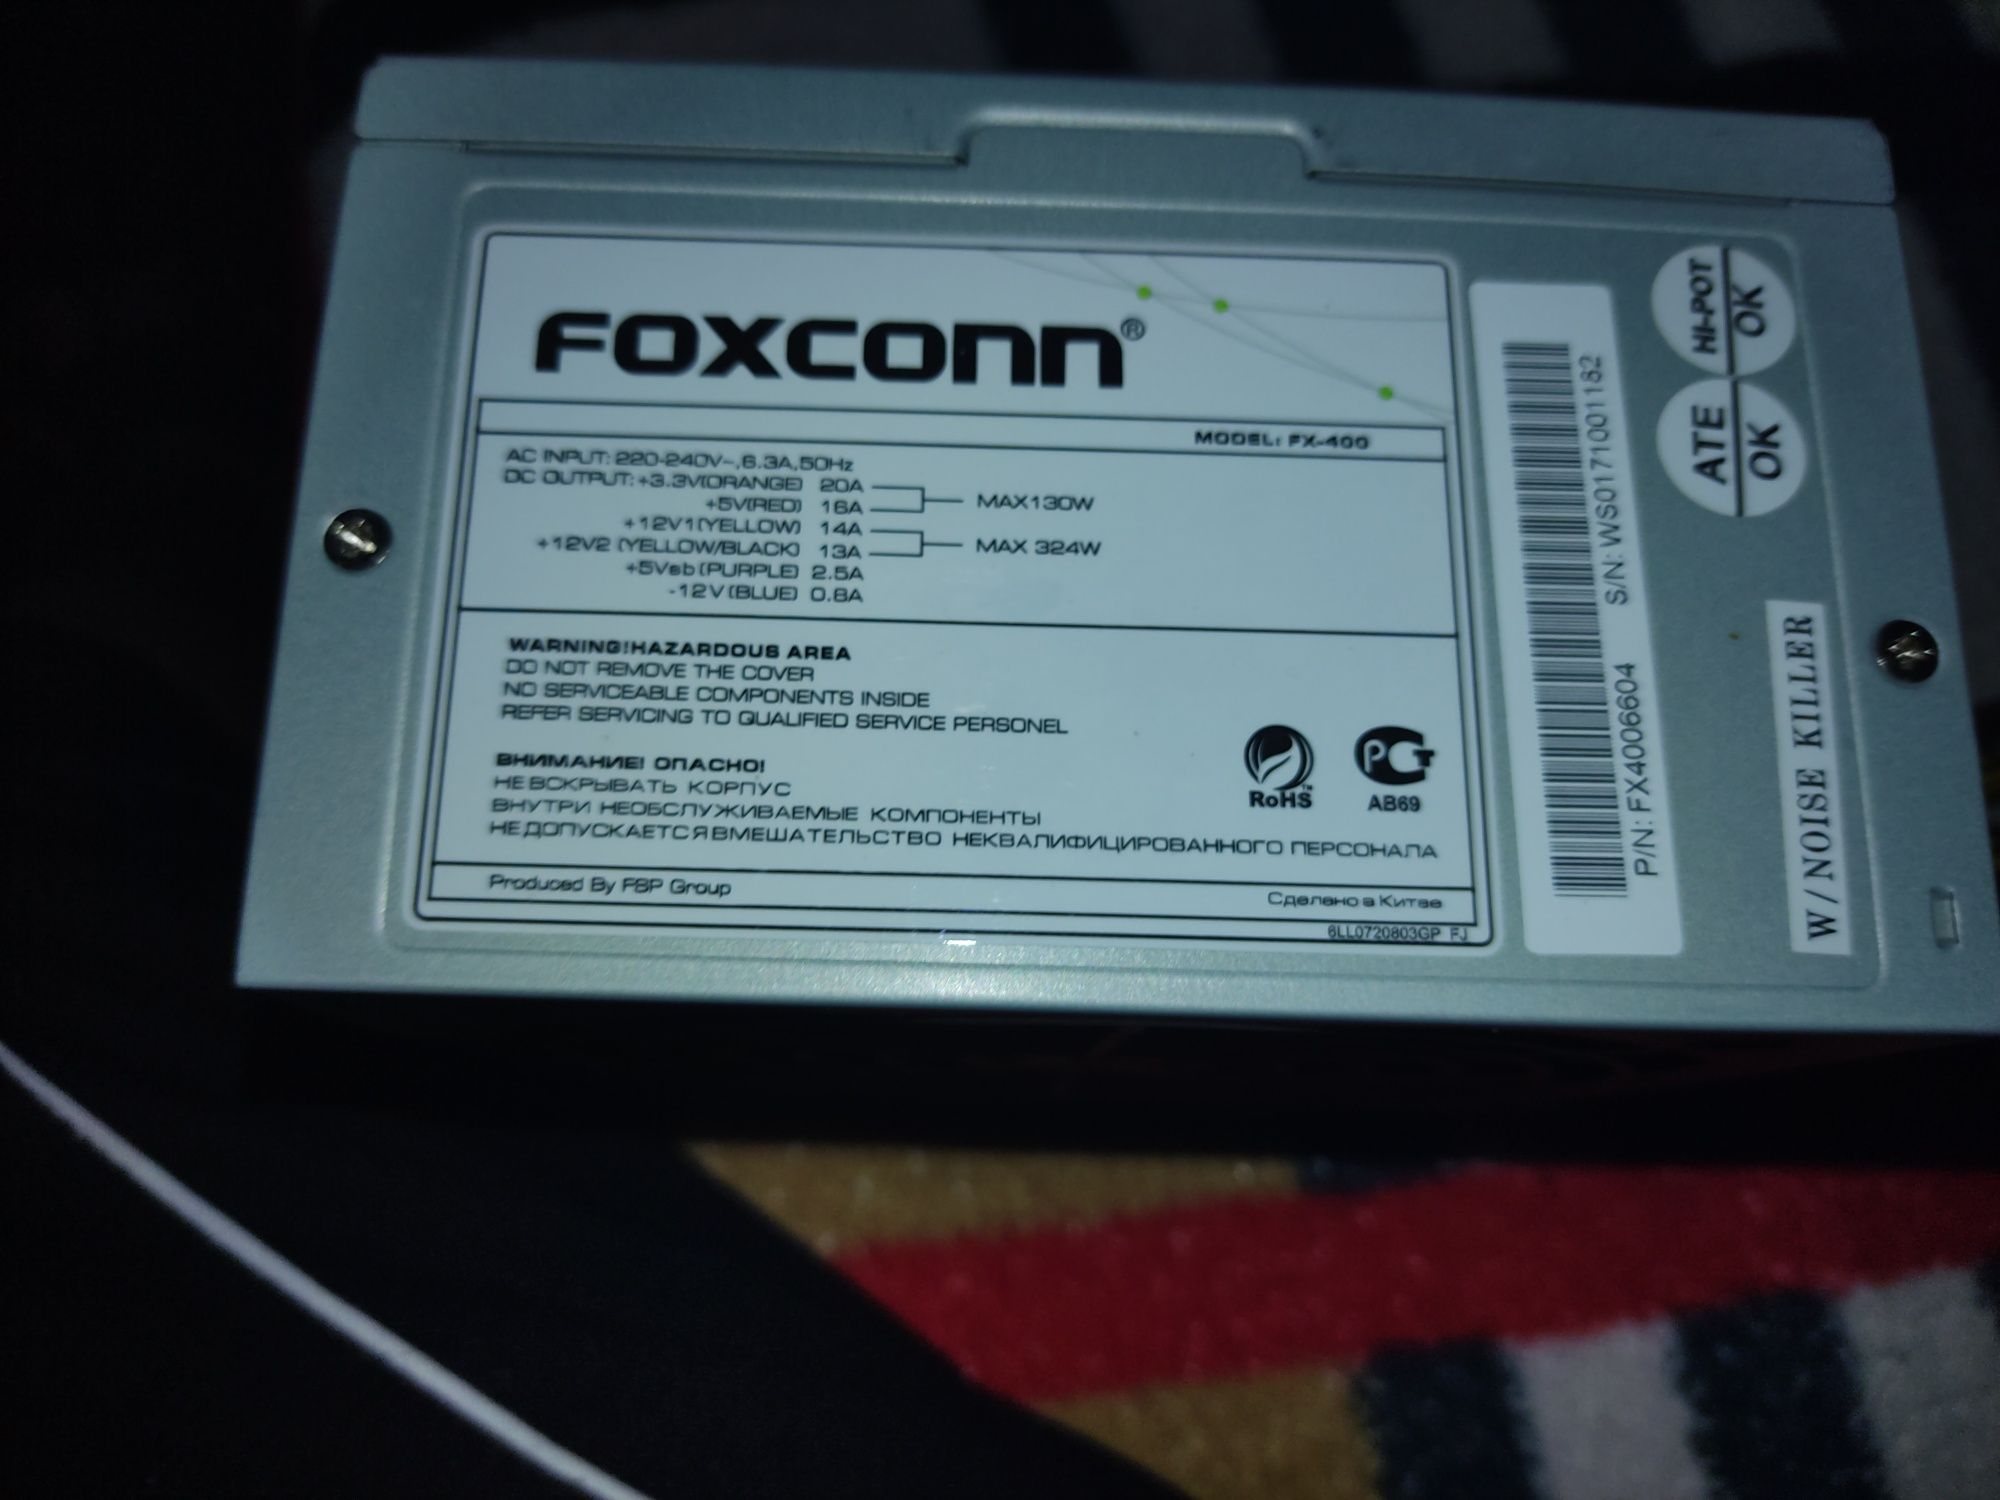 FOXCONN®
MODEL: FX-400
AC INPUT: 220-240V~,6.3A,50Hz
DC OUTPUT: +3.3V(ORANGE) 20A
+5V(RED) 16A
MAX130W
+12V1(YELLOW) 14A
+12V2 (YELLOW/BLACK) 13A
MAX 324W
+5Vsb(PURPLE) 2.5A
-12V(BLUE) 0.8A
WARNING!HAZARDOUS AREA
DO NOT REMOVE THE COVER
NO SERVICEABLE COMPONENTS INSIDE
REFER SERVICING TO QUALIFIED SERVICE PERSONEL
ВНИМАНИЕ! ОПАСНО!
НЕ ВСКРЫВАТЬ КОРПУС
ВНУТРИ НЕОБСЛУЖИВАЕМЫЕ КОМПОНЕНТЫ
НЕ ДОПУСКАЕТСЯ ВМЕШАТЕЛЬСТВО НЕКВАЛИФИЦИРОВАННОГО ПЕРСОНАЛА
RoHS™
РСТ
АВ69
Produced By FSP Group
Сделано в Китае
6LL0720803GP FJ
S/N: WS0171001182
P/N: FX4006604
HI-POT
OK
ATE
OK
W/NOISE KILLER